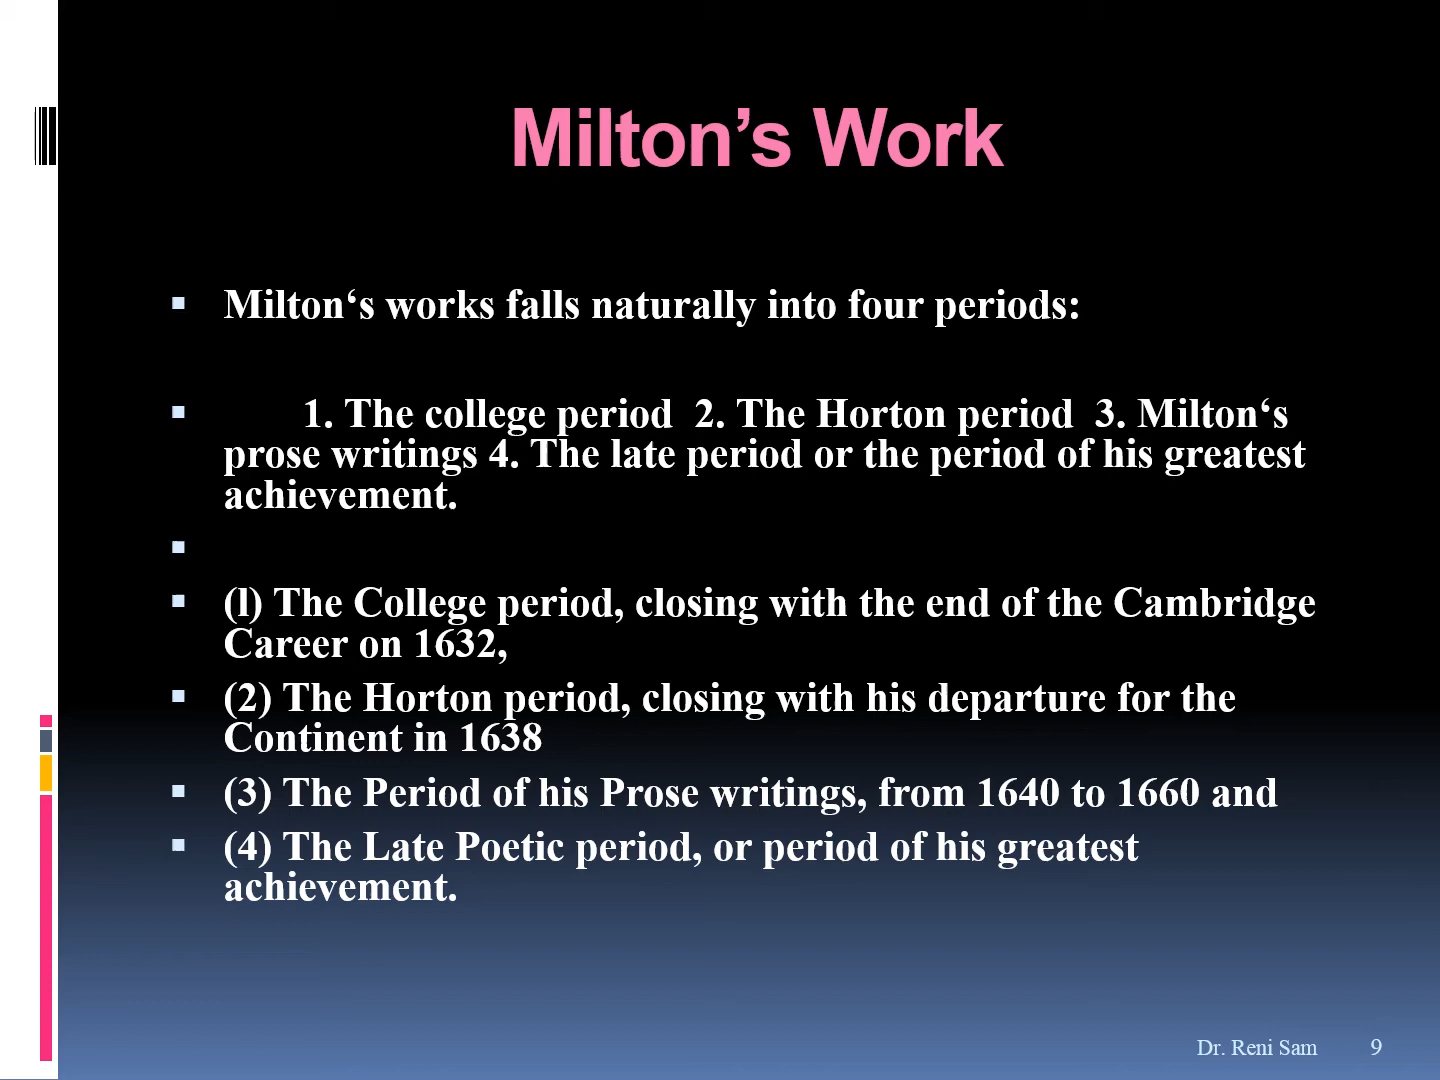 Milton’s Work
Milton‘s works falls naturally into four periods:
1. The college period 2. The Horton period 3. Milton‘s
prose writings 4. The late period or the period of his greatest
achievement.
(l) The College period, closing with the end of the Cambridge
Career on 1632,
(2) The Horton period, closing with his departure for the
Continent in 1638
(3) The Period of his Prose writings, from 1640 to 1660 and
(4) The Late Poetic period, or period of his greatest
achievement.
Dr. Reni Sam 9